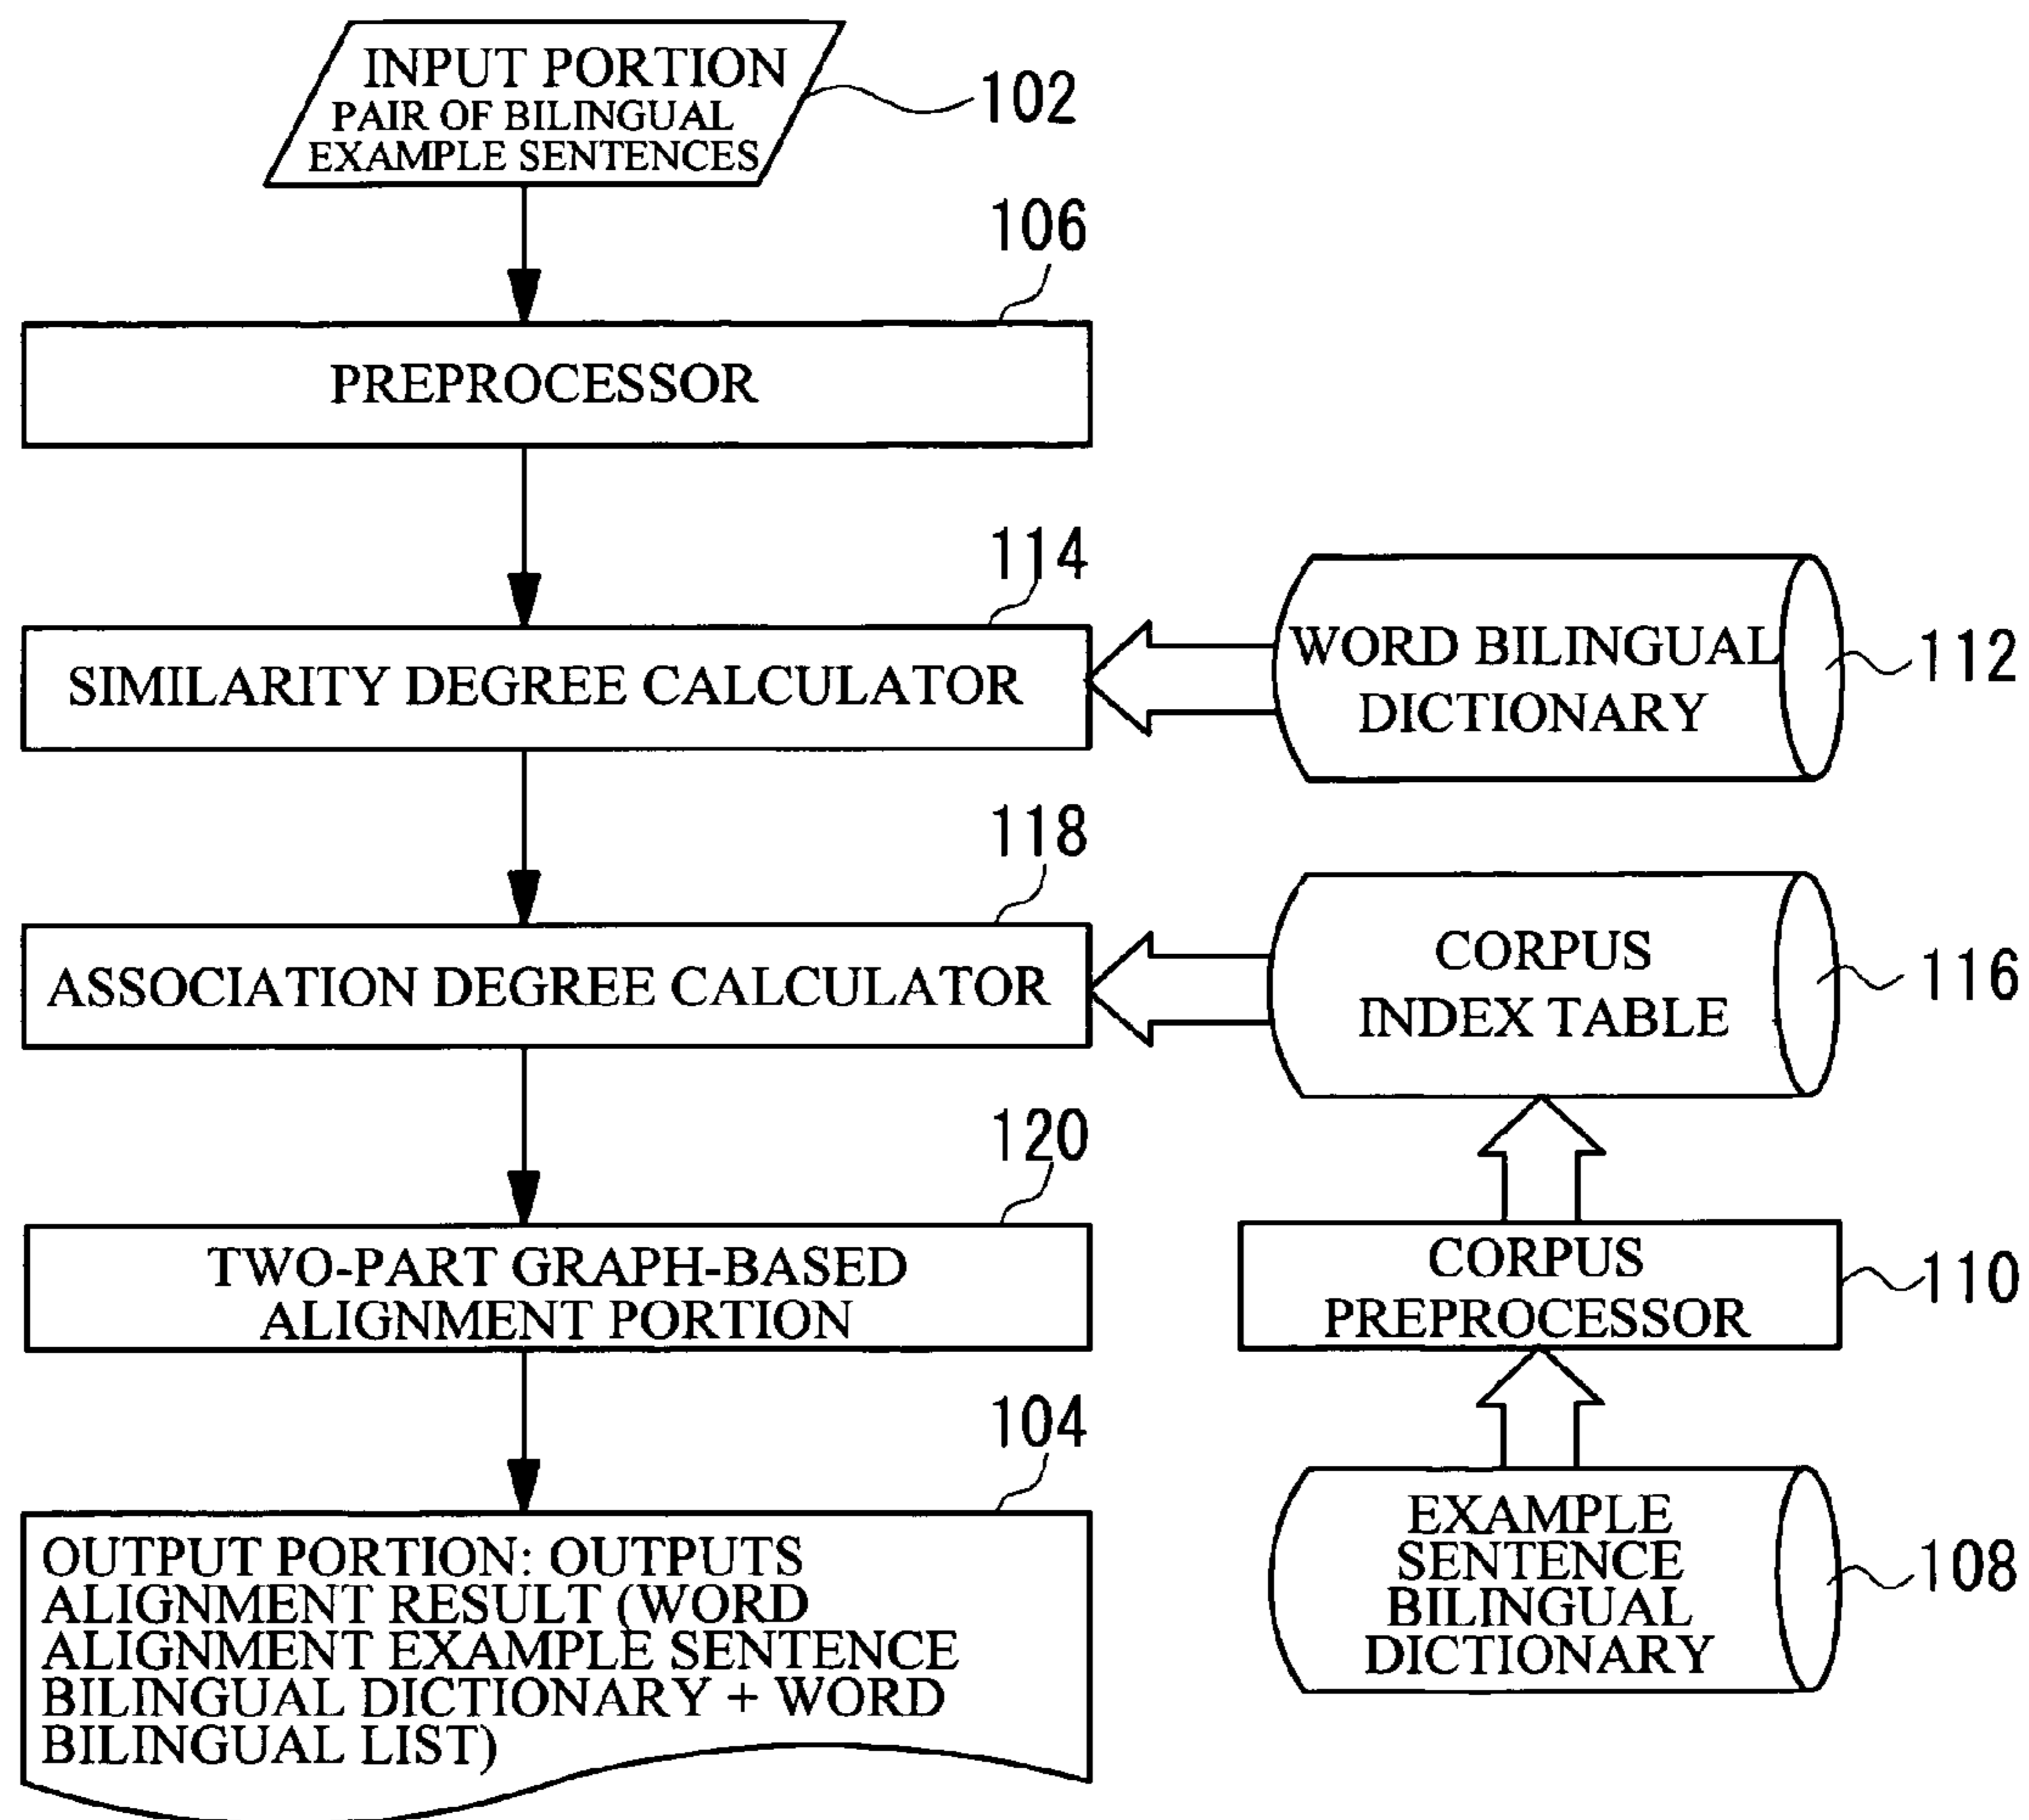 INPUT PORTION
PAIR OF BILINGUAL
EXAMPLE SENTENCES
102
106
PREPROCESSOR
114
SIMILARITY DEGREE CALCULATOR
WORD BILINGUAL
DICTIONARY
112
118
ASSOCIATION DEGREE CALCULATOR
CORPUS
INDEX TABLE
116
120
TWO-PART GRAPH-BASED
ALIGNMENT PORTION
CORPUS
PREPROCESSOR
110
104
OUTPUT PORTION: OUTPUTS
ALIGNMENT RESULT (WORD
ALIGNMENT EXAMPLE SENTENCE
BILINGUAL DICTIONARY + WORD
BILINGUAL LIST)
EXAMPLE
SENTENCE
BILINGUAL
DICTIONARY
108